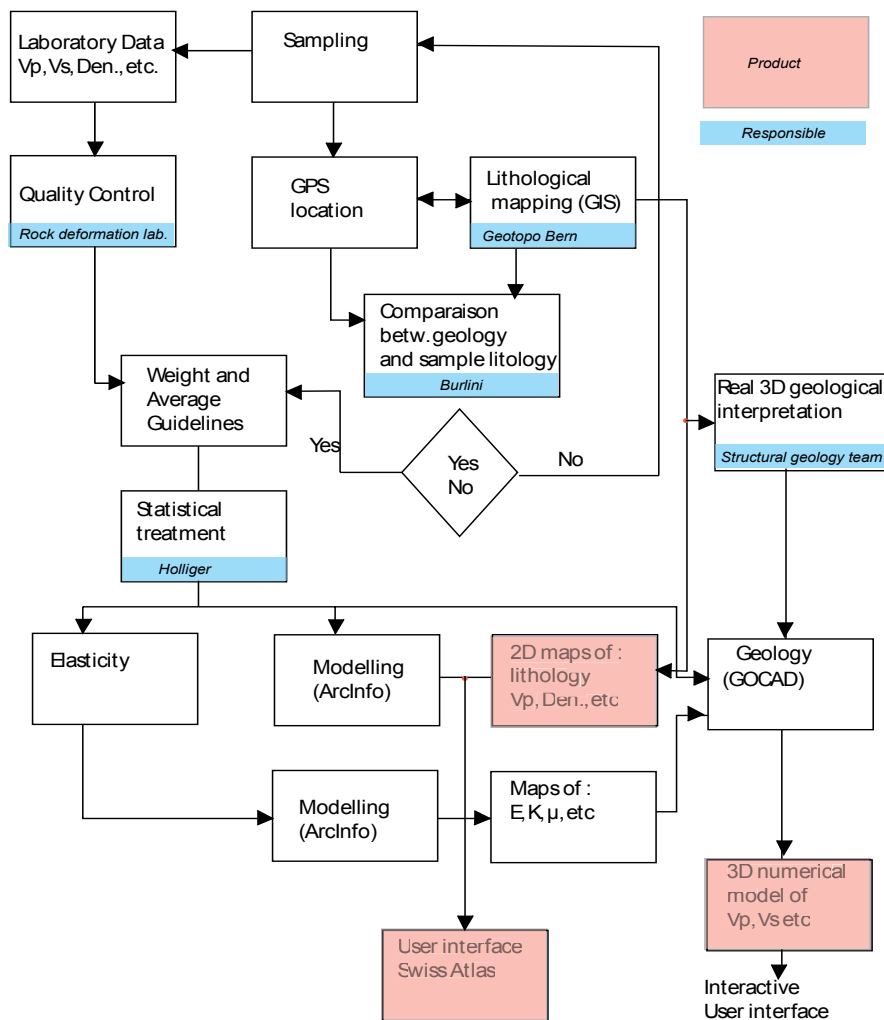 Laboratory Data
Vp, Vs, Den., etc.
Sampling
Product
Responsible
Quality Control
Rock deformation lab.
GPS
location
Lithological
mapping (GIS)
Geotopo Bern
Comparaison
betw. geology
and sample litology
Burlini
Weight and
Average
Guidelines
Yes
Yes
No
No
Real 3D geological
interpretation
Structural geology team
Statistical
treatment
Holliger
Elasticity
Modelling
(ArcInfo)
2D maps of :
lithology
Vp, Den., etc
Geology
(GOCAD)
Modelling
(ArcInfo)
Maps of :
E, K, µ, etc
3D numerical
model of
Vp, Vs etc
User interface
Swiss Atlas
Interactive
User interface